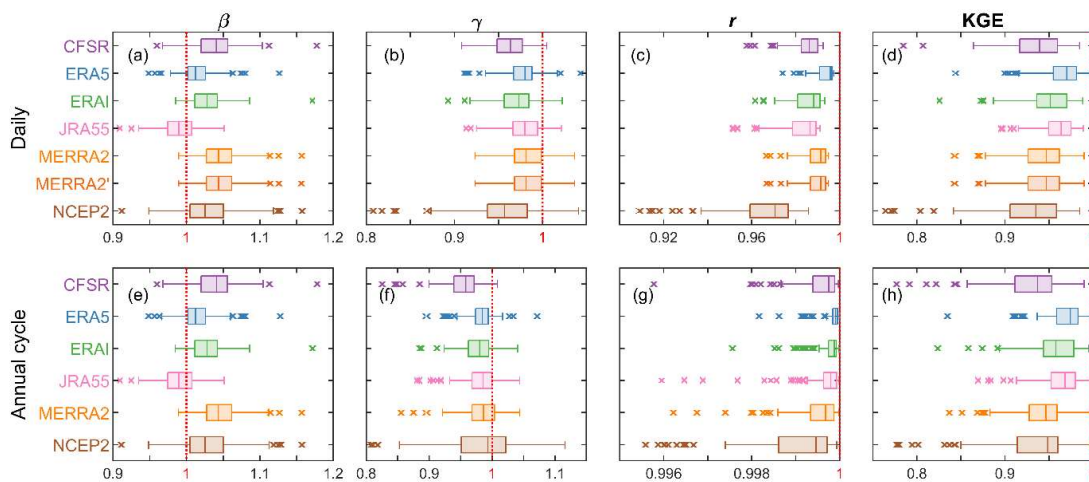 β γ r KGE
Daily
CFSR
ERA5
ERAI
JRA55
MERRA2
MERRA2'
NCEP2
(a) (b) (c) (d)
0.9 1 1.1 1.2 0.8 0.9 1 0.92 0.96 1 0.8 0.9
Annual cycle
CFSR
ERA5
ERAI
JRA55
MERRA2
NCEP2
(e) (f) (g) (h)
0.9 1 1.1 1.2 0.8 0.9 1 0.996 0.998 1 0.8 0.9